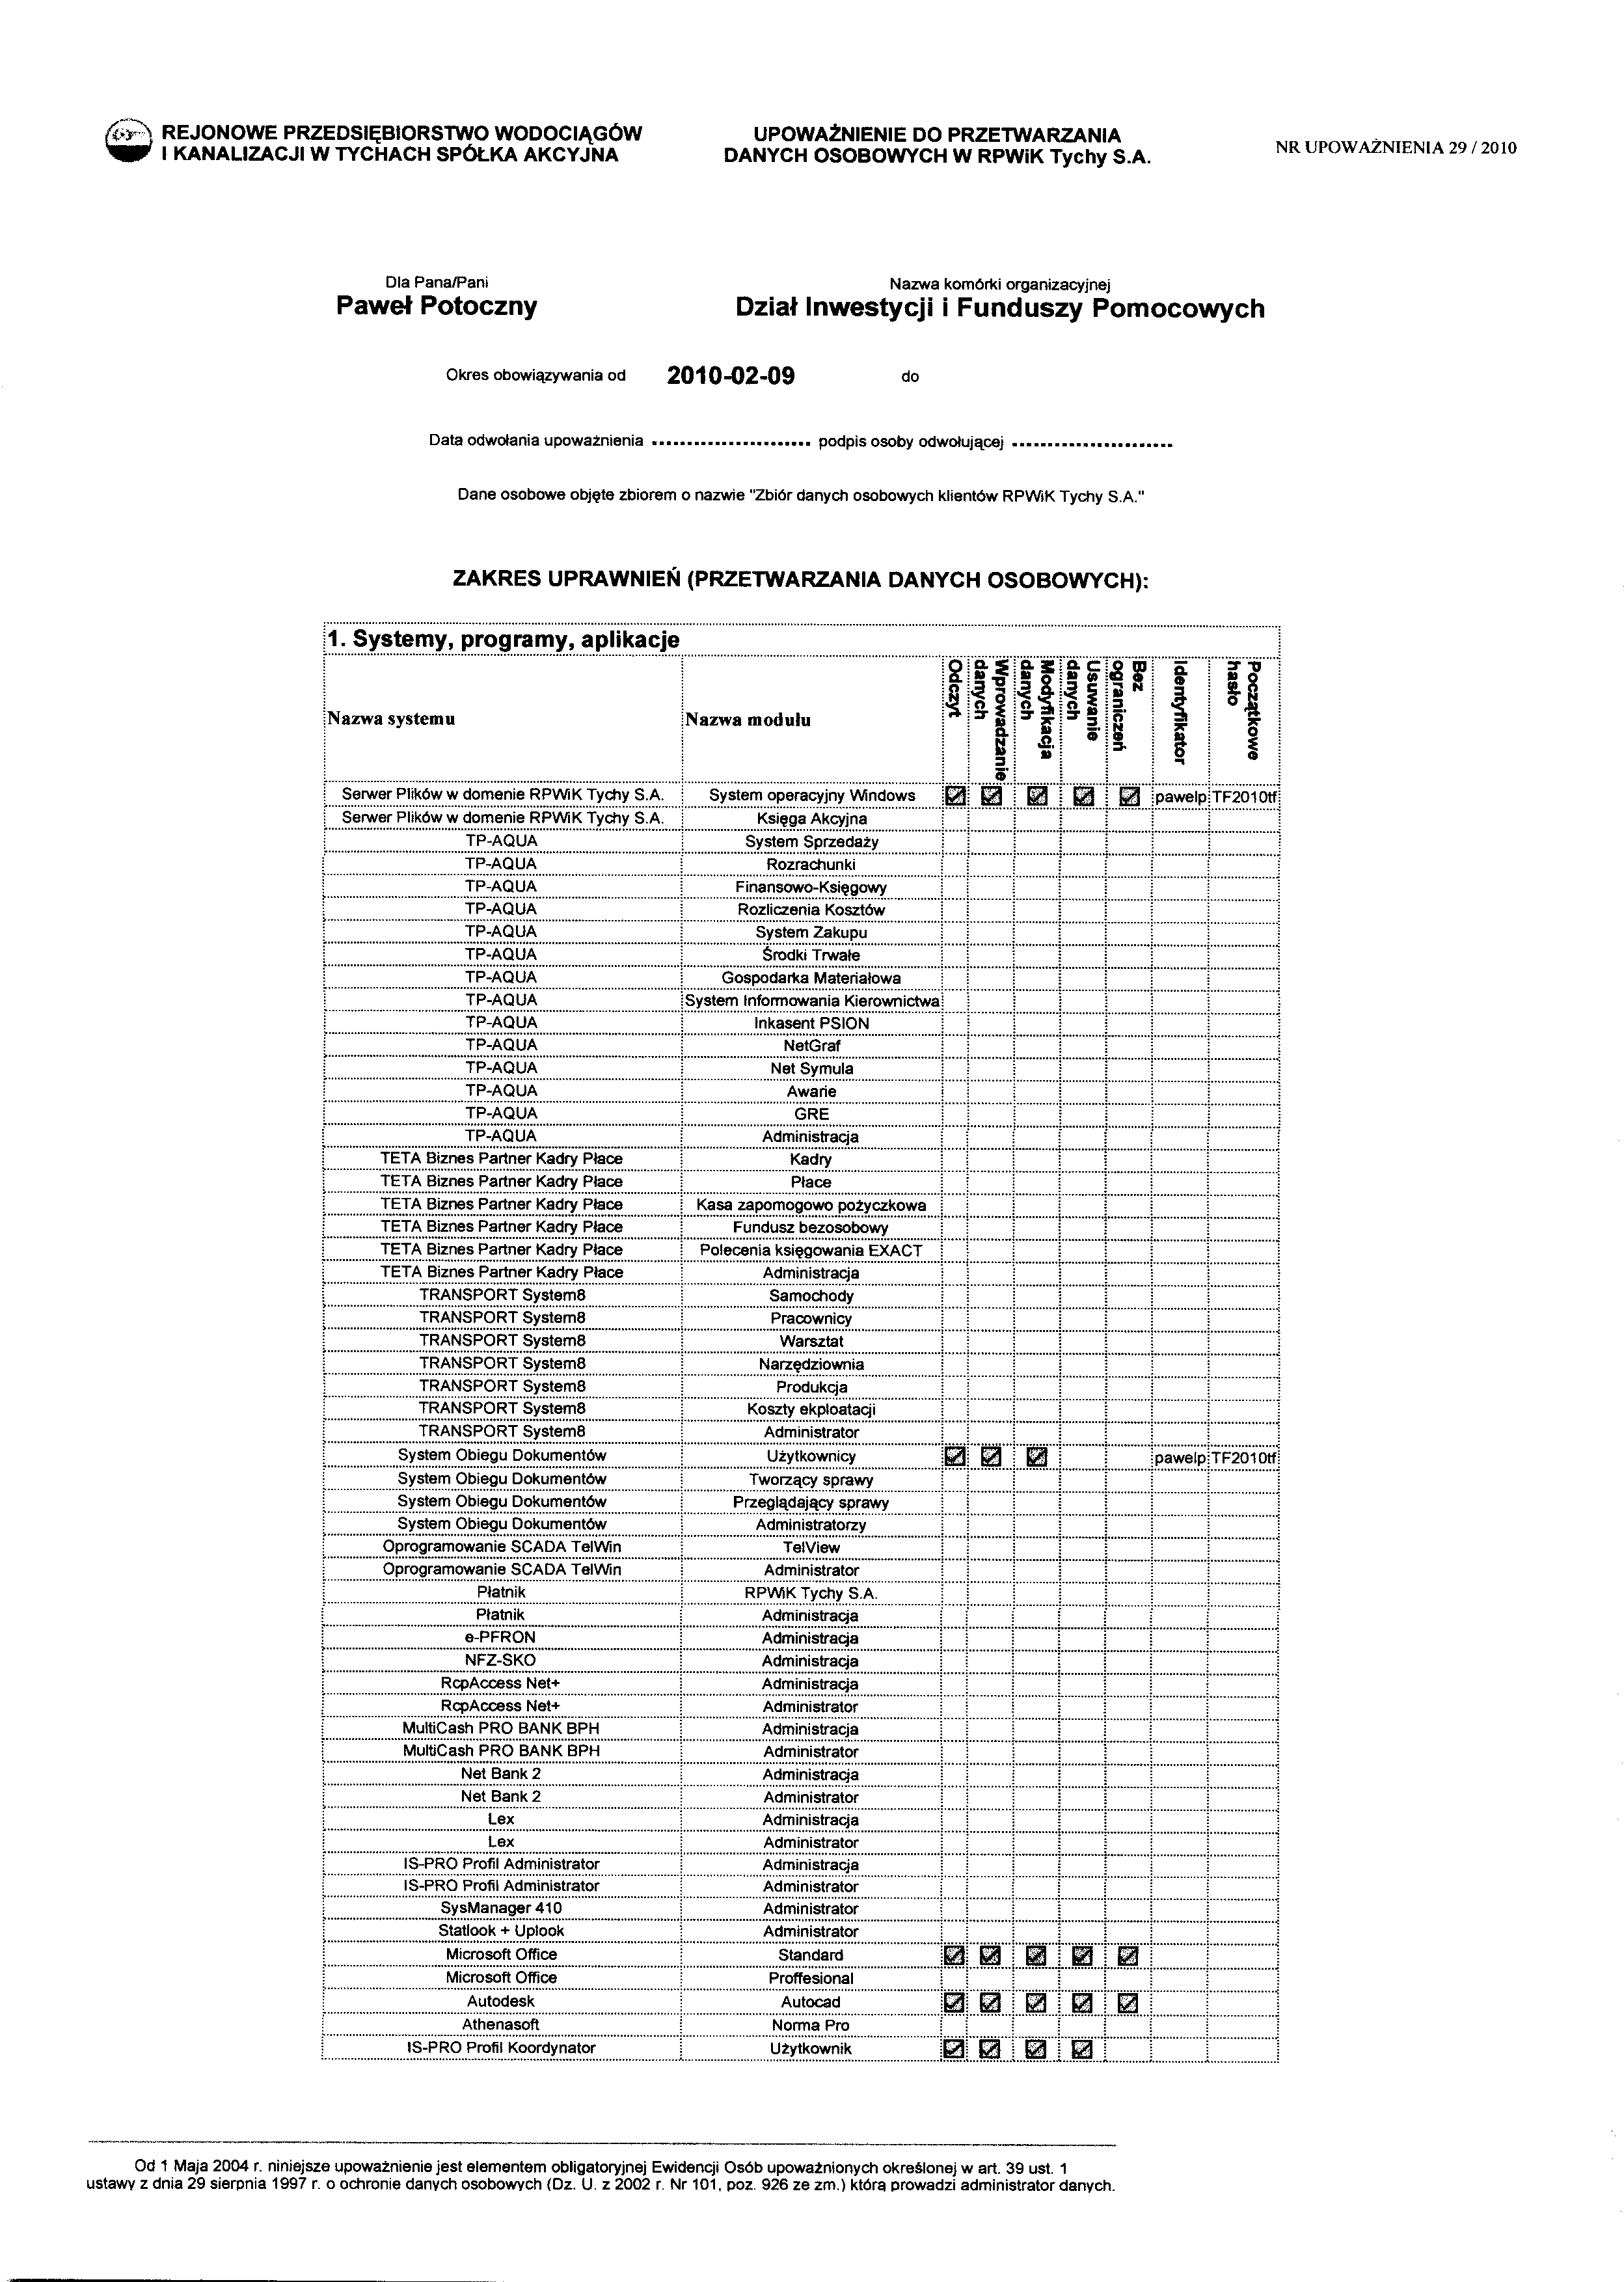 REJONOWE PRZEDSIĘBIORSTWO WODOCIĄGÓW
I KANALIZACJI W TYCHACH SPÓŁKA AKCYJNA
UPOWAŻNIENIE DO PRZETWARZANIA
DANYCH OSOBOWYCH W RPWiK Tychy S.A.
NR UPOWAŻNIENIA 29 / 2010
Dla Pana/Pani
Paweł Potoczny
Nazwa komórki organizacyjnej
Dział Inwestycji i Funduszy Pomocowych
Okres obowiązywania od 2010-02-09 do
Data odwołania upoważnienia ....................... podpis osoby odwołującej .......................
Dane osobowe objęte zbiorem o nazwie "Zbiór danych osobowych klientów RPWiK Tychy S.A."
ZAKRES UPRAWNIEŃ (PRZETWARZANIA DANYCH OSOBOWYCH):
1. Systemy, programy, aplikacje
Nazwa systemu Nazwa modułu Odczyt Wprowadzanie danych Modyfikacja danych Usuwanie danych Bez ograniczeń Identyfikator Początkowe hasło
Serwer Plików w domenie RPWiK Tychy S.A. System operacyjny Windows ☑ ☑ ☑ ☑ ☑ pawelp TF2010tf
Serwer Plików w domenie RPWiK Tychy S.A. Księga Akcyjna
TP-AQUA System Sprzedaży
TP-AQUA Rozrachunki
TP-AQUA Finansowo-Księgowy
TP-AQUA Rozliczenia Kosztów
TP-AQUA System Zakupu
TP-AQUA Środki Trwałe
TP-AQUA Gospodarka Materiałowa
TP-AQUA System Informowania Kierownictwa
TP-AQUA Inkasent PSION
TP-AQUA NetGraf
TP-AQUA Net Symula
TP-AQUA Awarie
TP-AQUA GRE
TP-AQUA Administracja
TETA Biznes Partner Kadry Płace Kadry
TETA Biznes Partner Kadry Płace Płace
TETA Biznes Partner Kadry Płace Kasa zapomogowo pożyczkowa
TETA Biznes Partner Kadry Płace Fundusz bezosobowy
TETA Biznes Partner Kadry Płace Polecenia księgowania EXACT
TETA Biznes Partner Kadry Płace Administracja
TRANSPORT System8 Samochody
TRANSPORT System8 Pracownicy
TRANSPORT System8 Warsztat
TRANSPORT System8 Narzędziownia
TRANSPORT System8 Produkcja
TRANSPORT System8 Koszty ekploatacji
TRANSPORT System8 Administrator
System Obiegu Dokumentów Użytkownicy ☑ ☑ ☑ pawelp TF2010tf
System Obiegu Dokumentów Tworzący sprawy
System Obiegu Dokumentów Przeglądający sprawy
System Obiegu Dokumentów Administratorzy
Oprogramowanie SCADA TelWin TelView
Oprogramowanie SCADA TelWin Administrator
Płatnik RPWiK Tychy S.A.
Płatnik Administracja
e-PFRON Administracja
NFZ-SKO Administracja
RcpAccess Net+ Administracja
RcpAccess Net+ Administrator
MultiCash PRO BANK BPH Administracja
MultiCash PRO BANK BPH Administrator
Net Bank 2 Administracja
Net Bank 2 Administrator
Lex Administracja
Lex Administrator
IS-PRO Profil Administrator Administracja
IS-PRO Profil Administrator Administrator
SysManager 410 Administrator
Statlook + Uplook Administrator
Microsoft Office Standard ☑ ☑ ☑ ☑ ☑
Microsoft Office Proffesional
Autodesk Autocad ☑ ☑ ☑ ☑ ☑
Athenasoft Norma Pro
IS-PRO Profil Koordynator Użytkownik ☑ ☑ ☑ ☑
Od 1 Maja 2004 r. niniejsze upoważnienie jest elementem obligatoryjnej Ewidencji Osób upoważnionych określonej w art. 39 ust. 1
ustawy z dnia 29 sierpnia 1997 r. o ochronie danych osobowych (Dz. U. z 2002 r. Nr 101, poz. 926 ze zm.) którą prowadzi administrator danych.